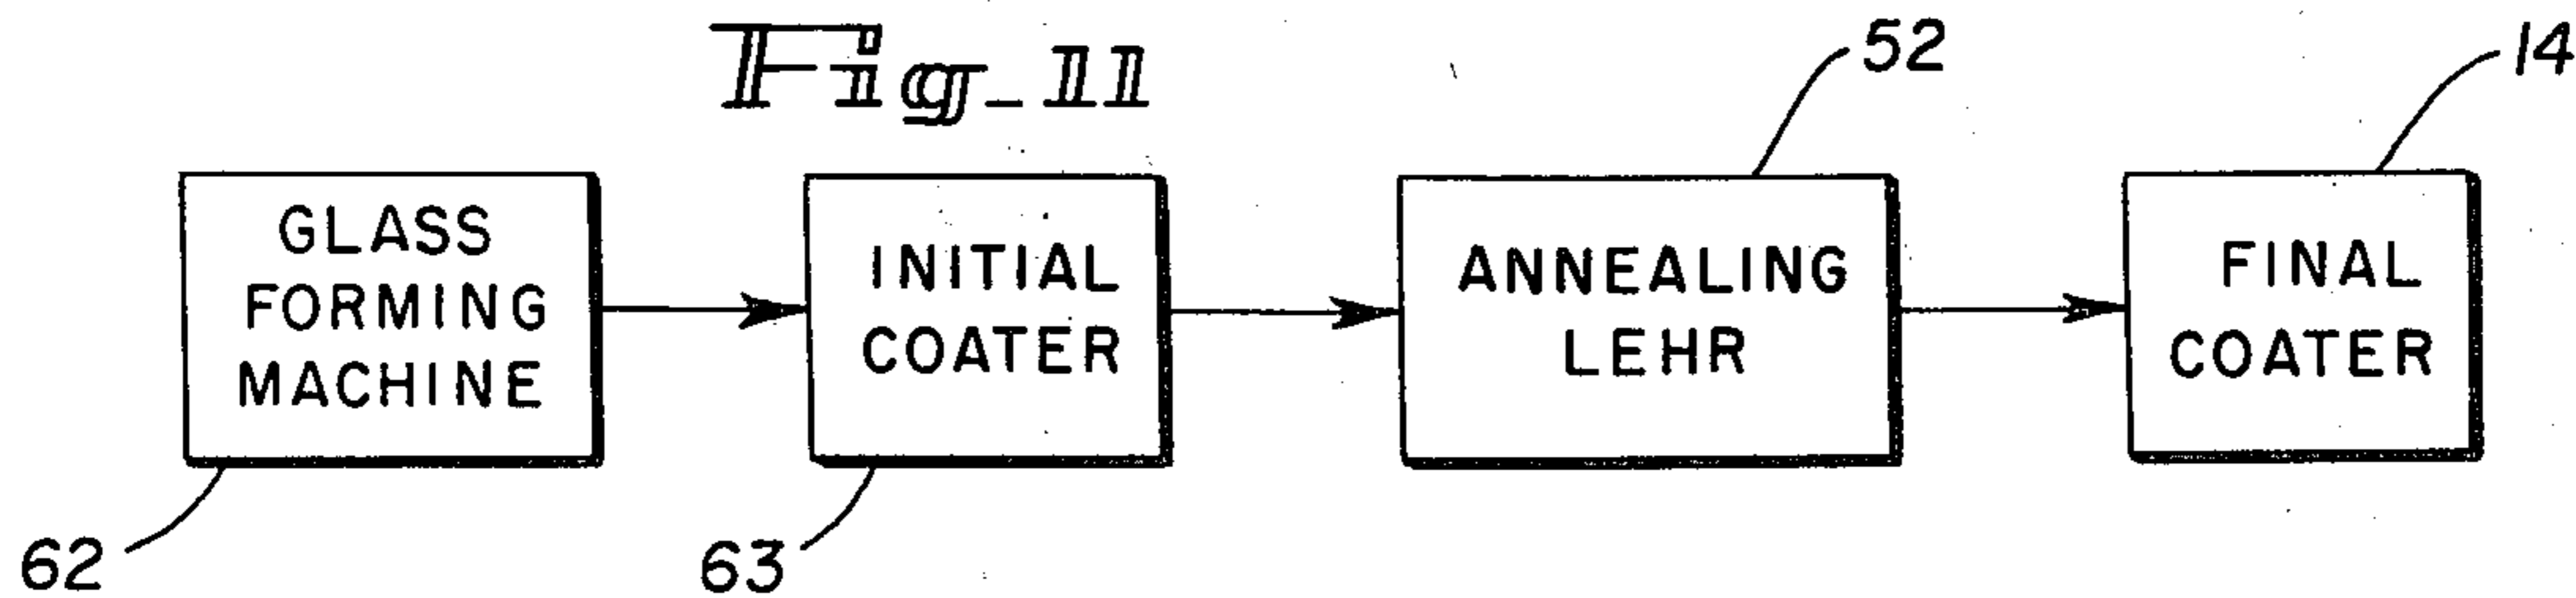 Fig_11
52
14
GLASS
FORMING
MACHINE
INITIAL
COATER
ANNEALING
LEHR
FINAL
COATER
62
63